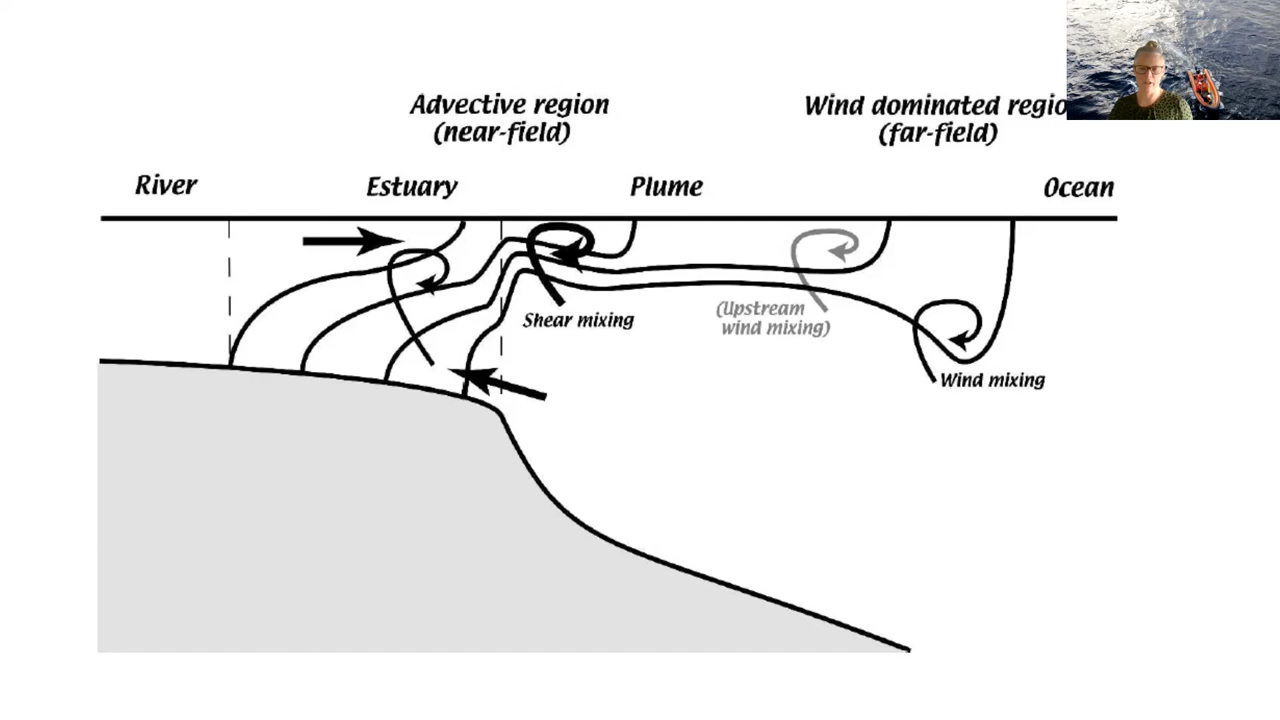 Advective region
(near-field)
Wind dominated regio
(far-field)
River
Estuary
Plume
Ocean
Shear mixing
(Upstream
wind mixing)
Wind mixing